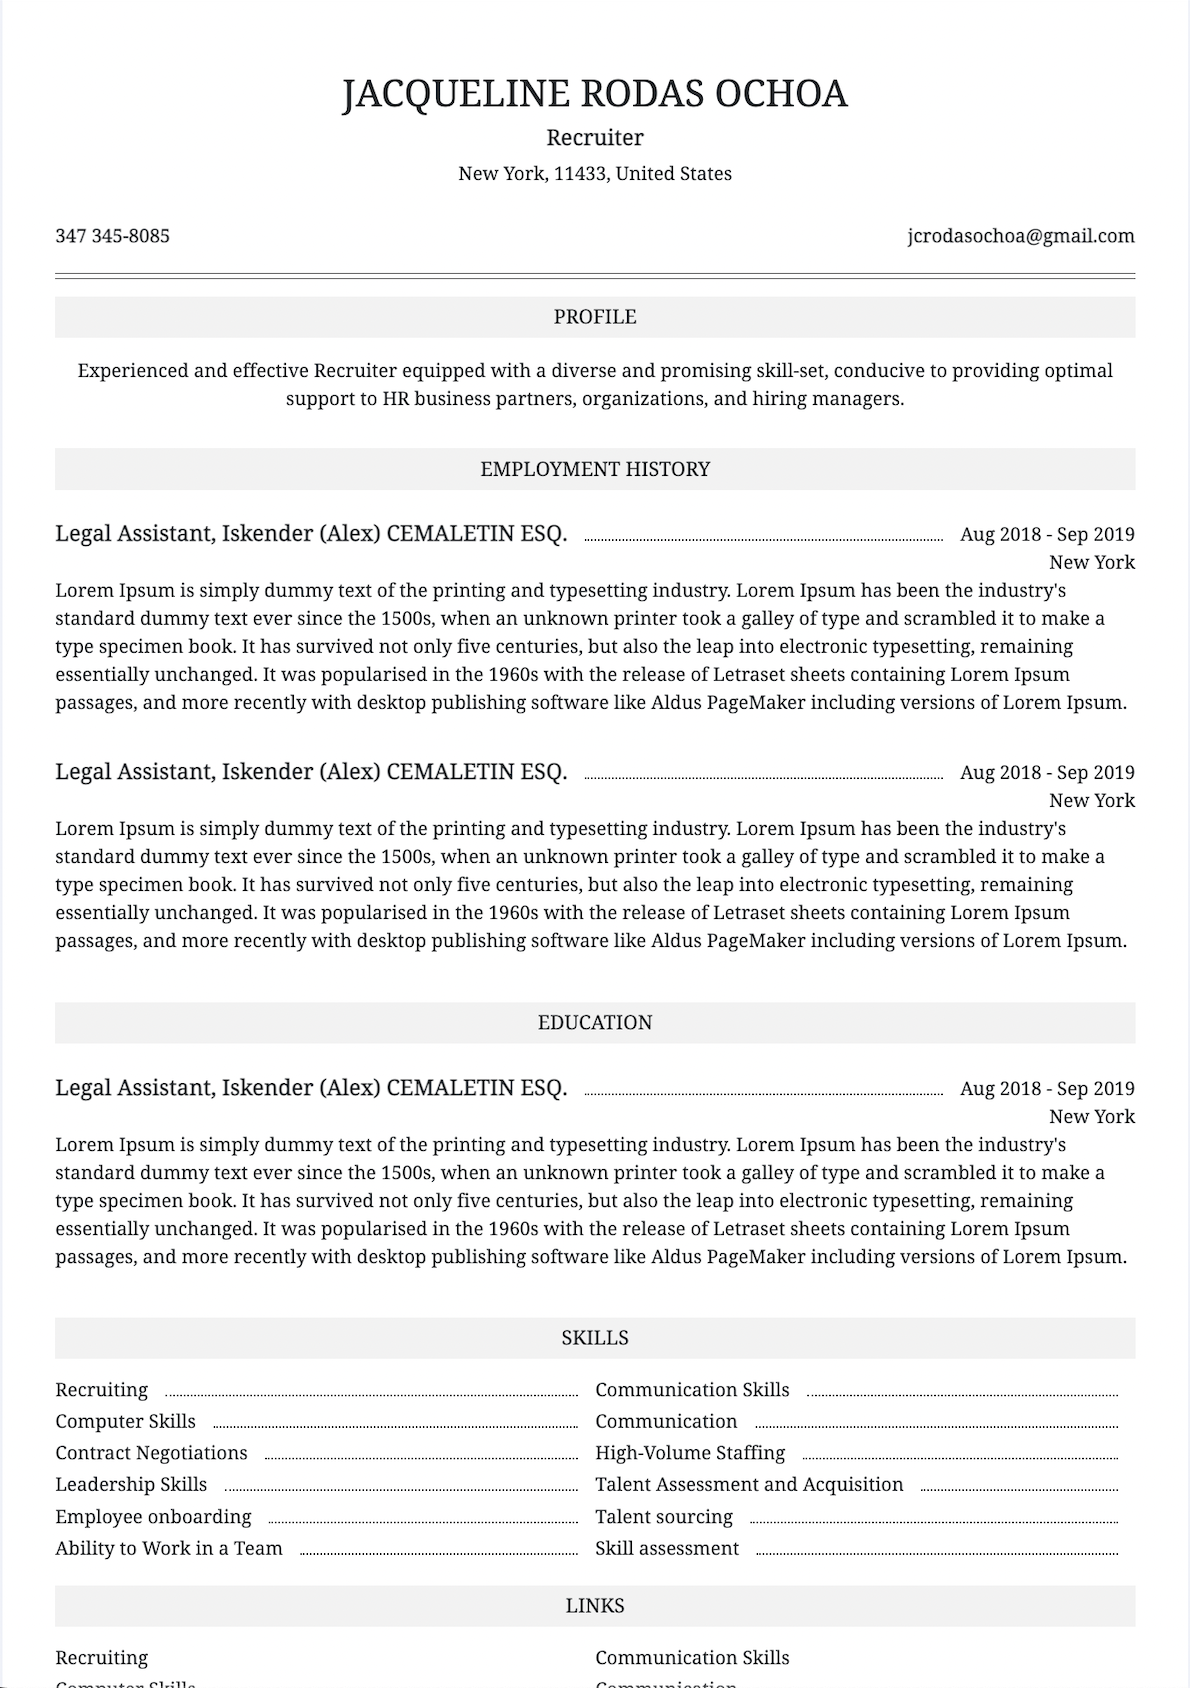 JACQUELINE RODAS OCHOA
Recruiter
New York, 11433, United States
347 345-8085 jcrodasochoa@gmail.com
PROFILE
Experienced and effective Recruiter equipped with a diverse and promising skill-set, conducive to providing optimal
support to HR business partners, organizations, and hiring managers.
EMPLOYMENT HISTORY
Legal Assistant, Iskender (Alex) CEMALETIN ESQ. Aug 2018 - Sep 2019
New York
Lorem Ipsum is simply dummy text of the printing and typesetting industry. Lorem Ipsum has been the industry's
standard dummy text ever since the 1500s, when an unknown printer took a galley of type and scrambled it to make a
type specimen book. It has survived not only five centuries, but also the leap into electronic typesetting, remaining
essentially unchanged. It was popularised in the 1960s with the release of Letraset sheets containing Lorem Ipsum
passages, and more recently with desktop publishing software like Aldus PageMaker including versions of Lorem Ipsum.
Legal Assistant, Iskender (Alex) CEMALETIN ESQ. Aug 2018 - Sep 2019
New York
Lorem Ipsum is simply dummy text of the printing and typesetting industry. Lorem Ipsum has been the industry's
standard dummy text ever since the 1500s, when an unknown printer took a galley of type and scrambled it to make a
type specimen book. It has survived not only five centuries, but also the leap into electronic typesetting, remaining
essentially unchanged. It was popularised in the 1960s with the release of Letraset sheets containing Lorem Ipsum
passages, and more recently with desktop publishing software like Aldus PageMaker including versions of Lorem Ipsum.
EDUCATION
Legal Assistant, Iskender (Alex) CEMALETIN ESQ. Aug 2018 - Sep 2019
New York
Lorem Ipsum is simply dummy text of the printing and typesetting industry. Lorem Ipsum has been the industry's
standard dummy text ever since the 1500s, when an unknown printer took a galley of type and scrambled it to make a
type specimen book. It has survived not only five centuries, but also the leap into electronic typesetting, remaining
essentially unchanged. It was popularised in the 1960s with the release of Letraset sheets containing Lorem Ipsum
passages, and more recently with desktop publishing software like Aldus PageMaker including versions of Lorem Ipsum.
SKILLS
Recruiting Communication Skills
Computer Skills Communication
Contract Negotiations High-Volume Staffing
Leadership Skills Talent Assessment and Acquisition
Employee onboarding Talent sourcing
Ability to Work in a Team Skill assessment
LINKS
Recruiting Communication Skills
Computer Skills Communication